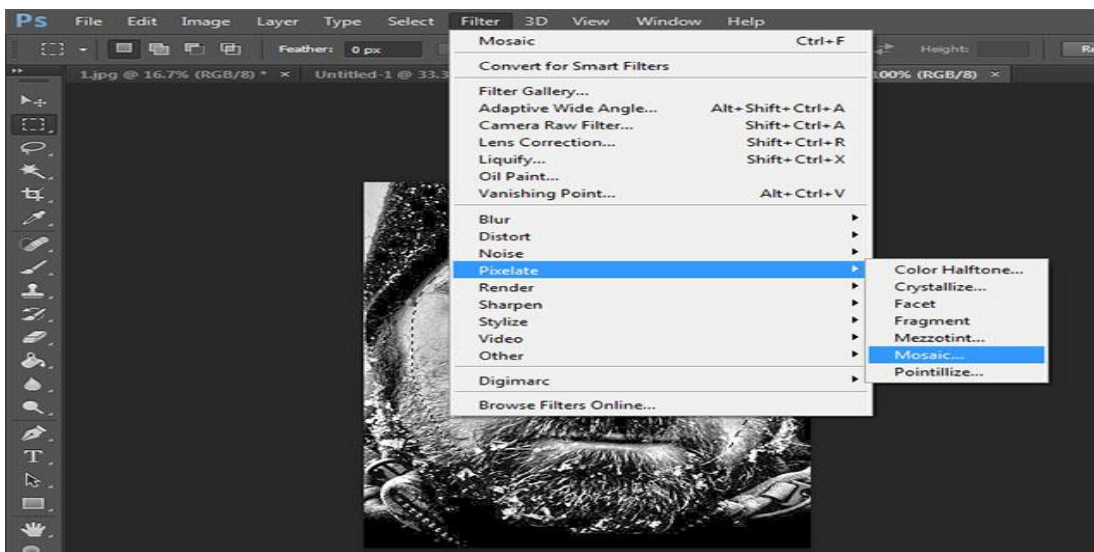 Ps File Edit Image Layer Type Select Filter 3D View Window Help
Feather: 0 px Height:
1.jpg @ 16.7% (RGB/8) * × Untitled-1 @ 33.3 100% (RGB/8) ×
Mosaic Ctrl+F
Convert for Smart Filters
Filter Gallery...
Adaptive Wide Angle... Alt+Shift+Ctrl+A
Camera Raw Filter... Shift+Ctrl+A
Lens Correction... Shift+Ctrl+R
Liquify... Shift+Ctrl+X
Oil Paint...
Vanishing Point... Alt+Ctrl+V
Blur
Distort
Noise
Pixelate
Render
Sharpen
Stylize
Video
Other
Digimarc
Browse Filters Online...
Color Halftone...
Crystallize...
Facet
Fragment
Mezzotint...
Mosaic...
Pointillize...